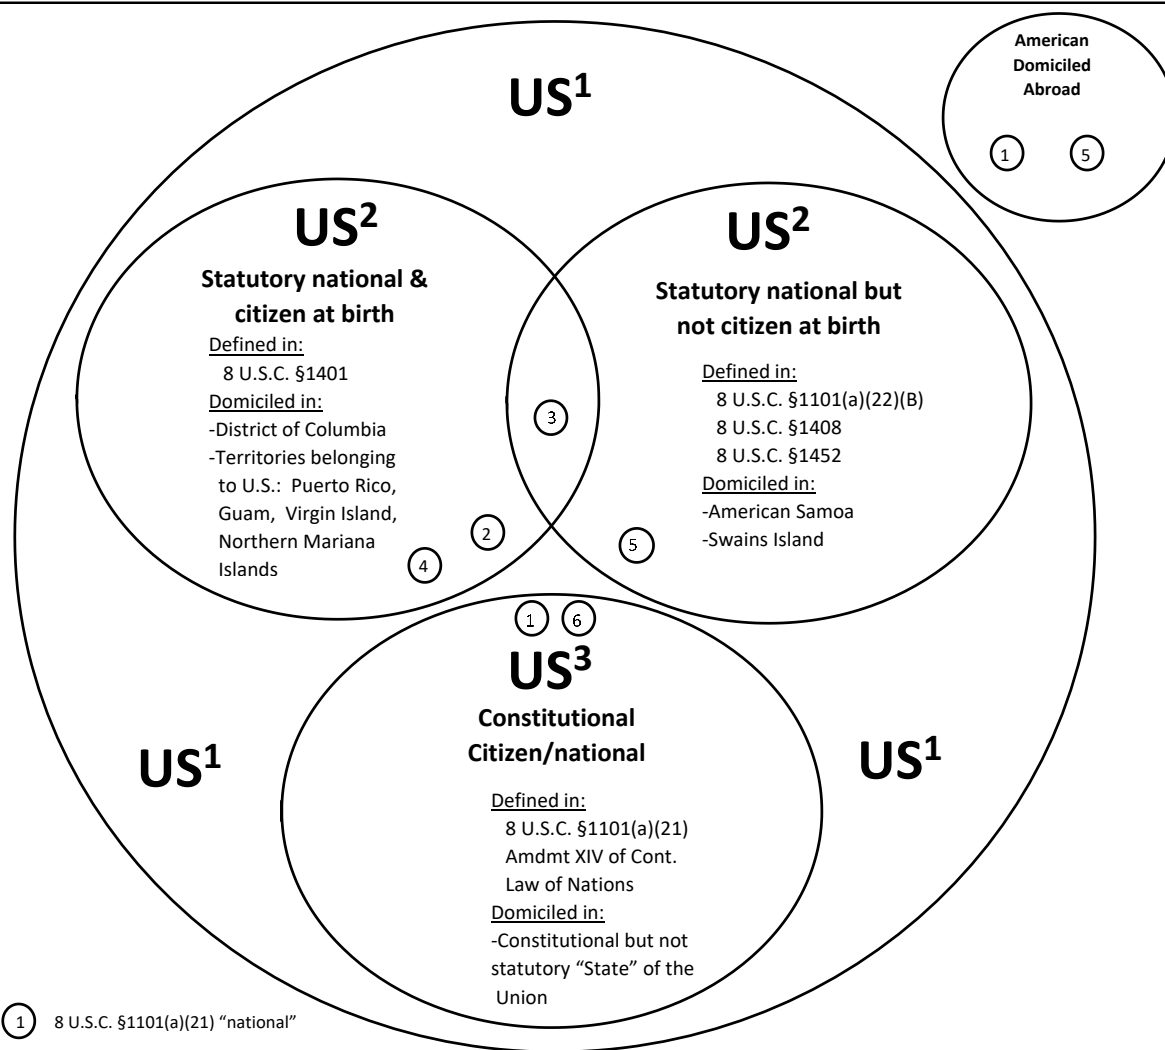 American
Domiciled
Abroad
1 5
US¹
US²
Statutory national &
citizen at birth
Defined in:
8 U.S.C. §1401
Domiciled in:
-District of Columbia
-Territories belonging
to U.S.: Puerto Rico,
Guam, Virgin Island,
Northern Mariana
Islands
2
4
3
US²
Statutory national but
not citizen at birth
Defined in:
8 U.S.C. §1101(a)(22)(B)
8 U.S.C. §1408
8 U.S.C. §1452
Domiciled in:
-American Samoa
-Swains Island
5
1 6
US³
Constitutional
Citizen/national
Defined in:
8 U.S.C. §1101(a)(21)
Amdmt XIV of Cont.
Law of Nations
Domiciled in:
-Constitutional but not
statutory “State” of the
Union
US¹
US¹
1 8 U.S.C. §1101(a)(21) “national”